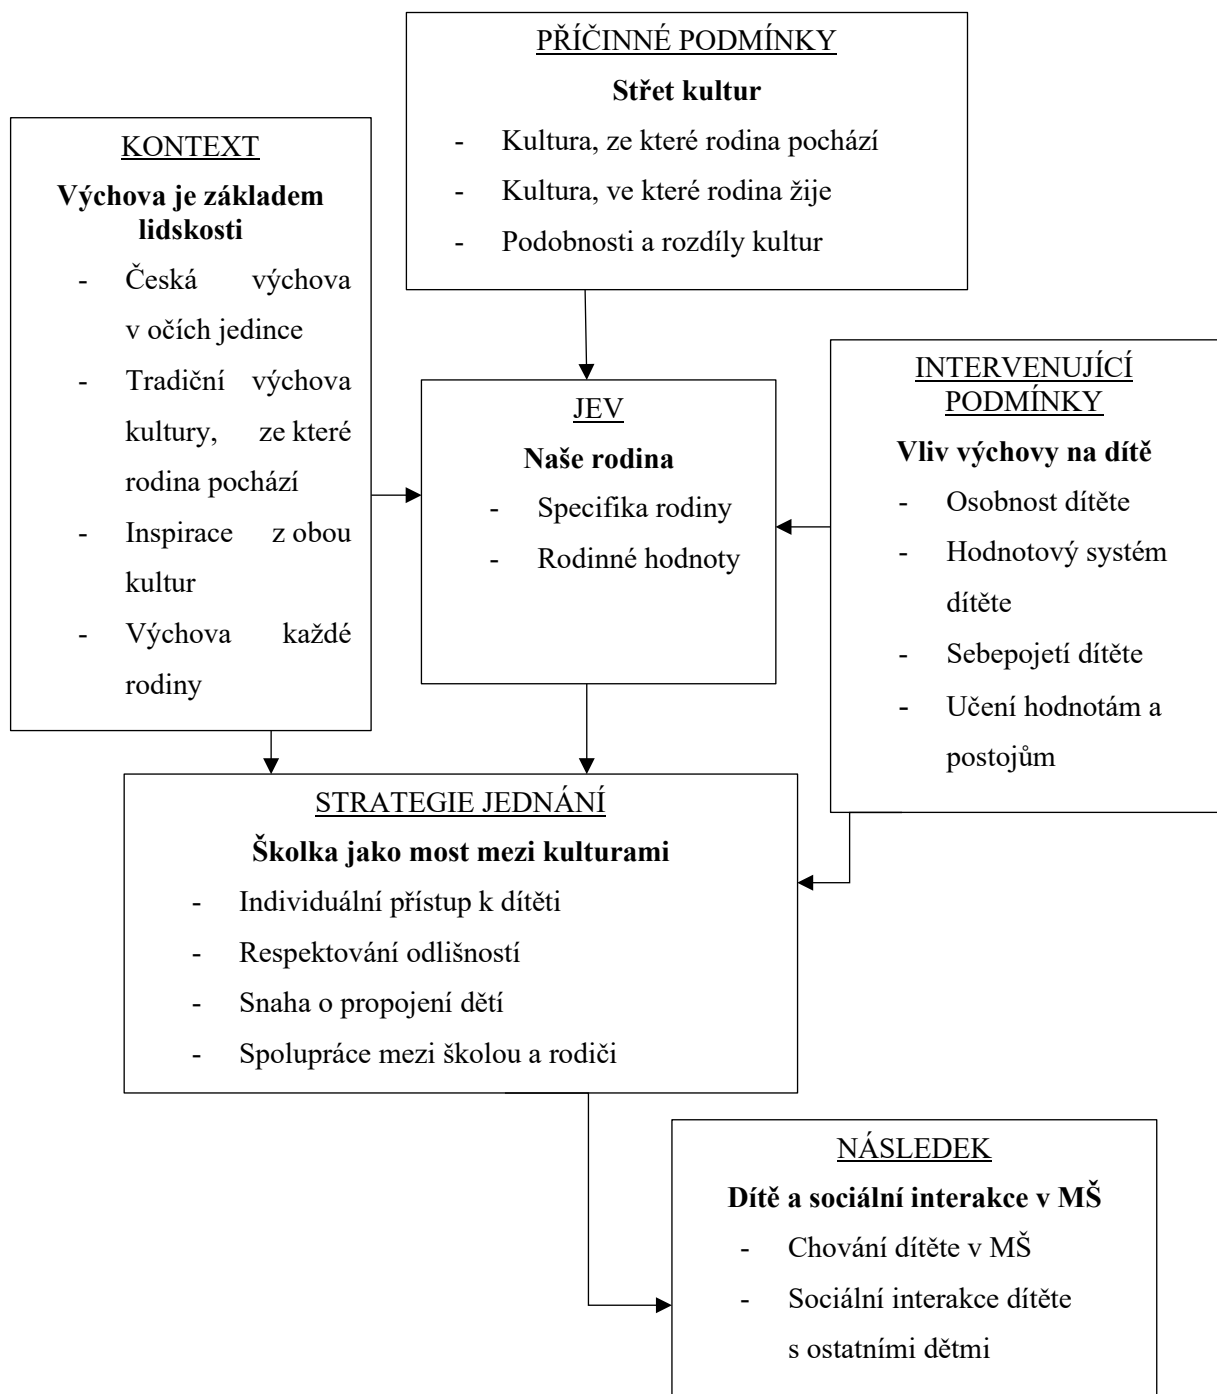 PŘÍČINNÉ PODMÍNKY
Střet kultur
- Kultura, ze které rodina pochází
- Kultura, ve které rodina žije
- Podobnosti a rozdíly kultur
KONTEXT
Výchova je základem
lidskosti
- Česká výchova
v očích jedince
- Tradiční výchova
kultury, ze které
rodina pochází
- Inspirace z obou
kultur
- Výchova každé
rodiny
JEV
Naše rodina
- Specifika rodiny
- Rodinné hodnoty
INTERVENUJÍCÍ
PODMÍNKY
Vliv výchovy na dítě
- Osobnost dítěte
- Hodnotový systém
dítěte
- Sebepojetí dítěte
- Učení hodnotám a
postojům
STRATEGIE JEDNÁNÍ
Školka jako most mezi kulturami
- Individuální přístup k dítěti
- Respektování odlišností
- Snaha o propojení dětí
- Spolupráce mezi školou a rodiči
NÁSLEDEK
Dítě a sociální interakce v MŠ
- Chování dítěte v MŠ
- Sociální interakce dítěte
s ostatními dětmi